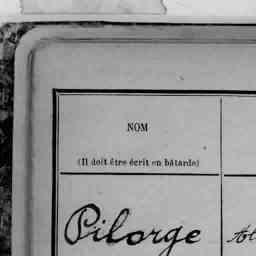 NOM
(Il doit être écrit en bâtarde)
Pilorge